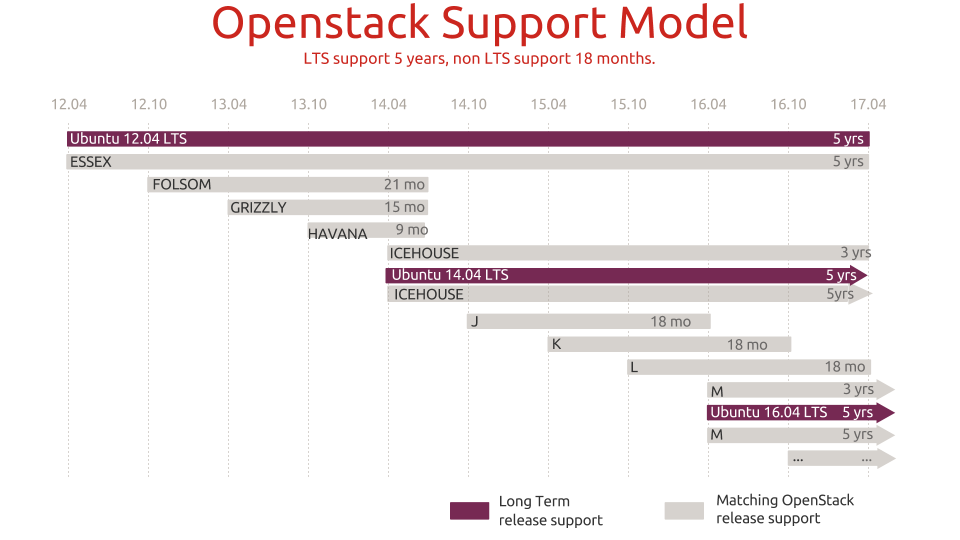 Openstack Support Model
LTS support 5 years, non LTS support 18 months.
12.04 12.10 13.04 13.10 14.04 14.10 15.04 15.10 16.04 16.10 17.04
Ubuntu 12.04 LTS 5 yrs
ESSEX 5 yrs
FOLSOM 21 mo
GRIZZLY 15 mo
HAVANA 9 mo
ICEHOUSE 3 yrs
Ubuntu 14.04 LTS 5 yrs
ICEHOUSE 5yrs
J 18 mo
K 18 mo
L 18 mo
M 3 yrs
Ubuntu 16.04 LTS 5 yrs
M 5 yrs
... ...
Long Term
release support
Matching OpenStack
release support